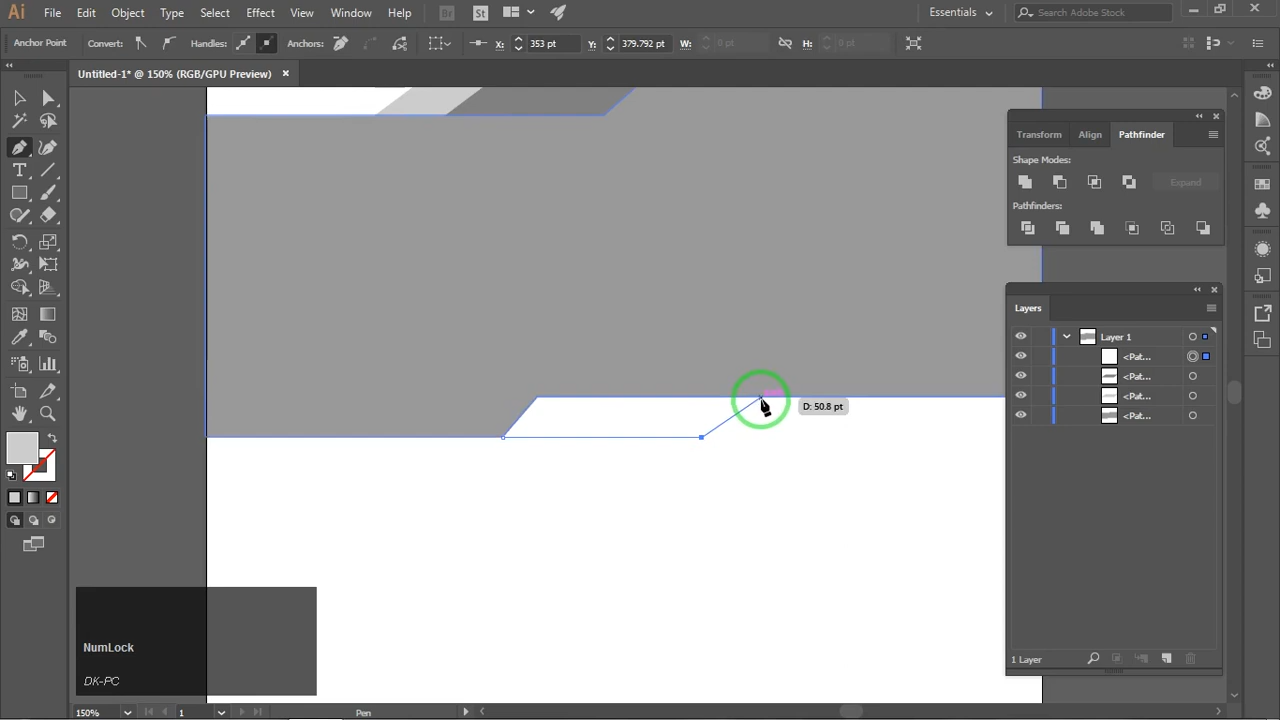 Ai File Edit Object Type Select Effect View Window Help Br St Essentials Search Adobe Stock
Anchor Point Convert: Handles: Anchors: X: 353 pt Y: 379.792 pt W: 0 pt H: 0 pt
Untitled-1* @ 150% (RGB/GPU Preview)
Transform Align Pathfinder
Shape Modes:
Expand
Pathfinders:
Layers
Layer 1
<Pat...
<Pat...
<Pat...
<Pat...
D: 50.8 pt
NumLock
DK-PC
1 Layer
150% 1 Pen